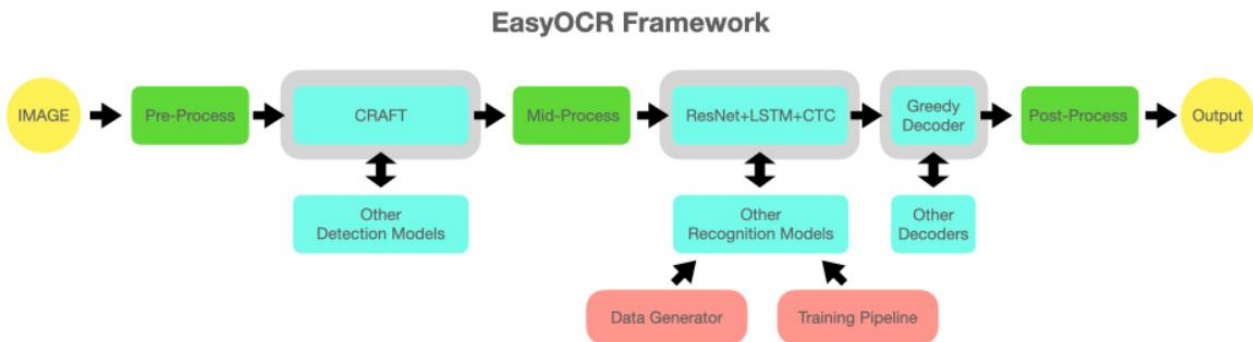 EasyOCR Framework
IMAGE
Pre-Process
CRAFT
Mid-Process
ResNet+LSTM+CTC
Greedy
Decoder
Post-Process
Output
Other
Detection Models
Other
Recognition Models
Other
Decoders
Data Generator
Training Pipeline